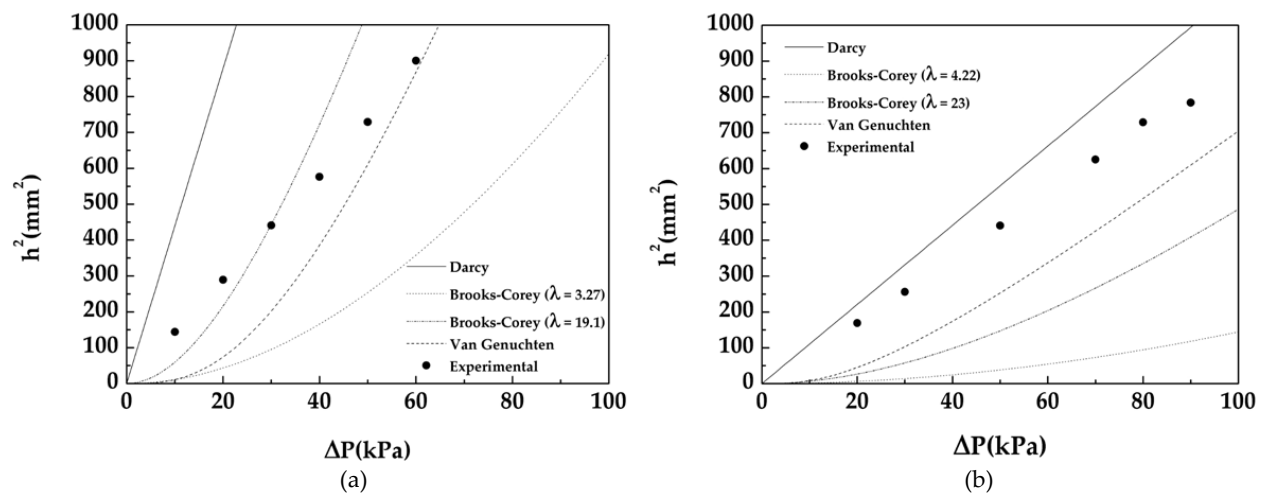 1000
900
800
700
600
500
400
300
200
100
0
h²(mm²)
Darcy
Brooks-Corey (λ = 3.27)
Brooks-Corey (λ = 19.1)
Van Genuchten
Experimental
0 20 40 60 80 100
ΔP(kPa)
(a)
1000
900
800
700
600
500
400
300
200
100
0
h²(mm²)
Darcy
Brooks-Corey (λ = 4.22)
Brooks-Corey (λ = 23)
Van Genuchten
Experimental
0 20 40 60 80 100
ΔP(kPa)
(b)